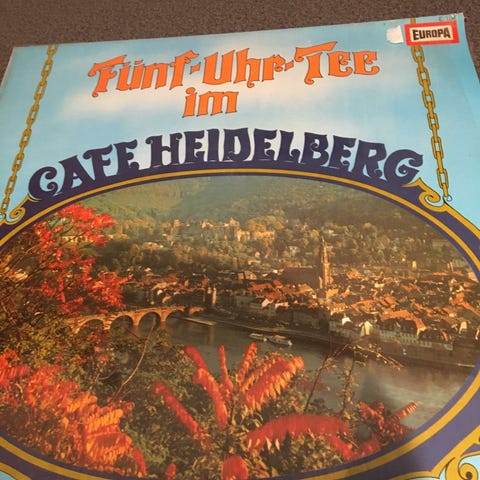 EUROPA
Fünf-Uhr-Tee
im
CAFE HEIDELBERG